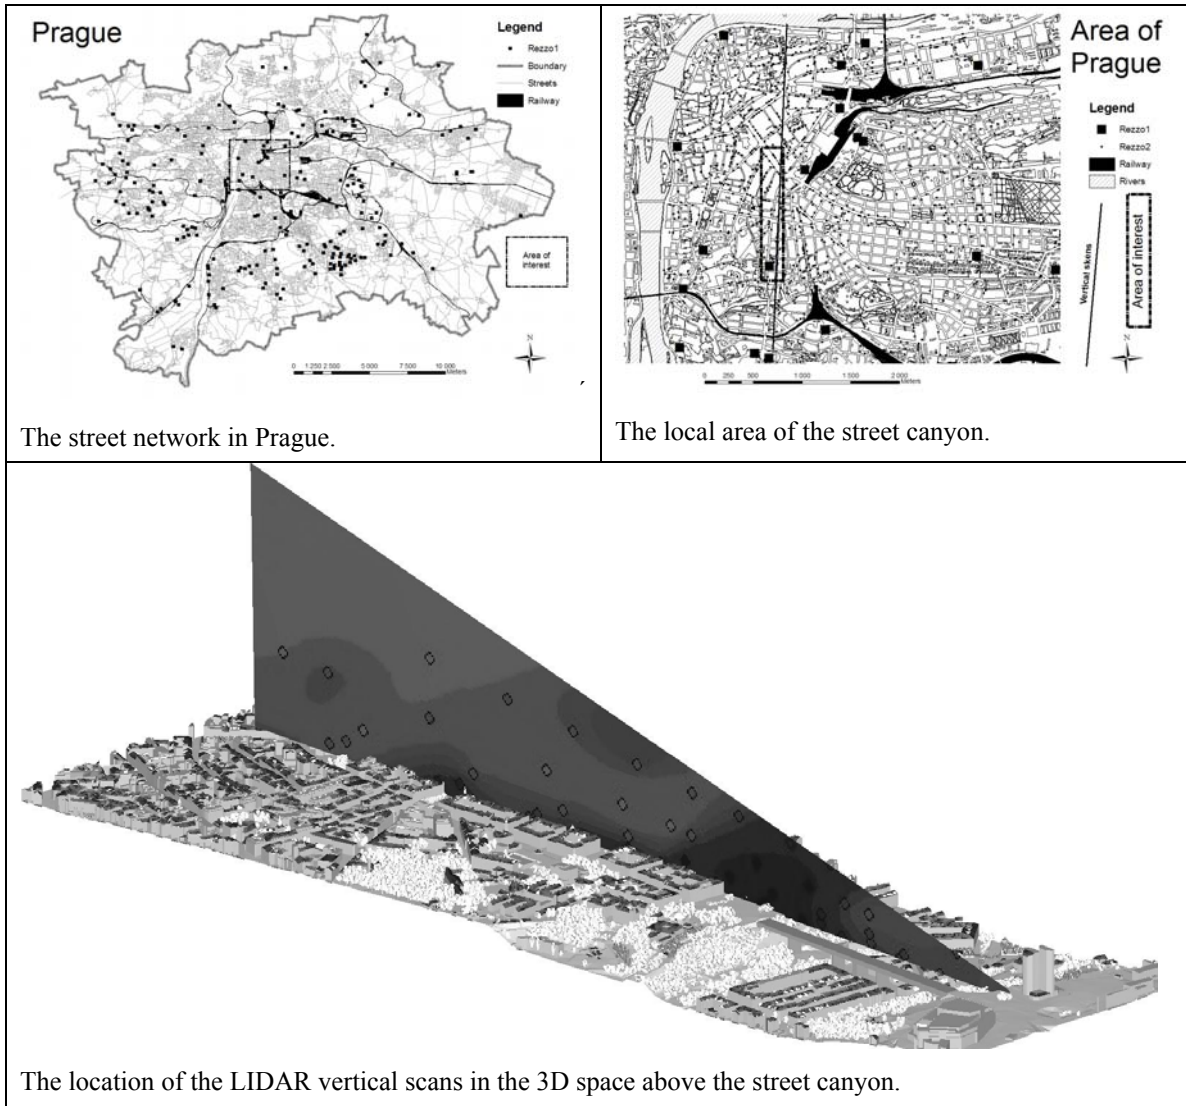 Prague
Legend
Rezzo1
Boundary
Streets
Railway
Area of
interest
N
0 1 250 2 500 5 000 7 500 10 000
Meters
The street network in Prague.
Area of
Prague
Legend
Rezzo1
Rezzo2
Railway
Rivers
Vertical skens
Area of interest
N
0 250 500 1 000 1 500 2 000
Meters
The local area of the street canyon.
The location of the LIDAR vertical scans in the 3D space above the street canyon.